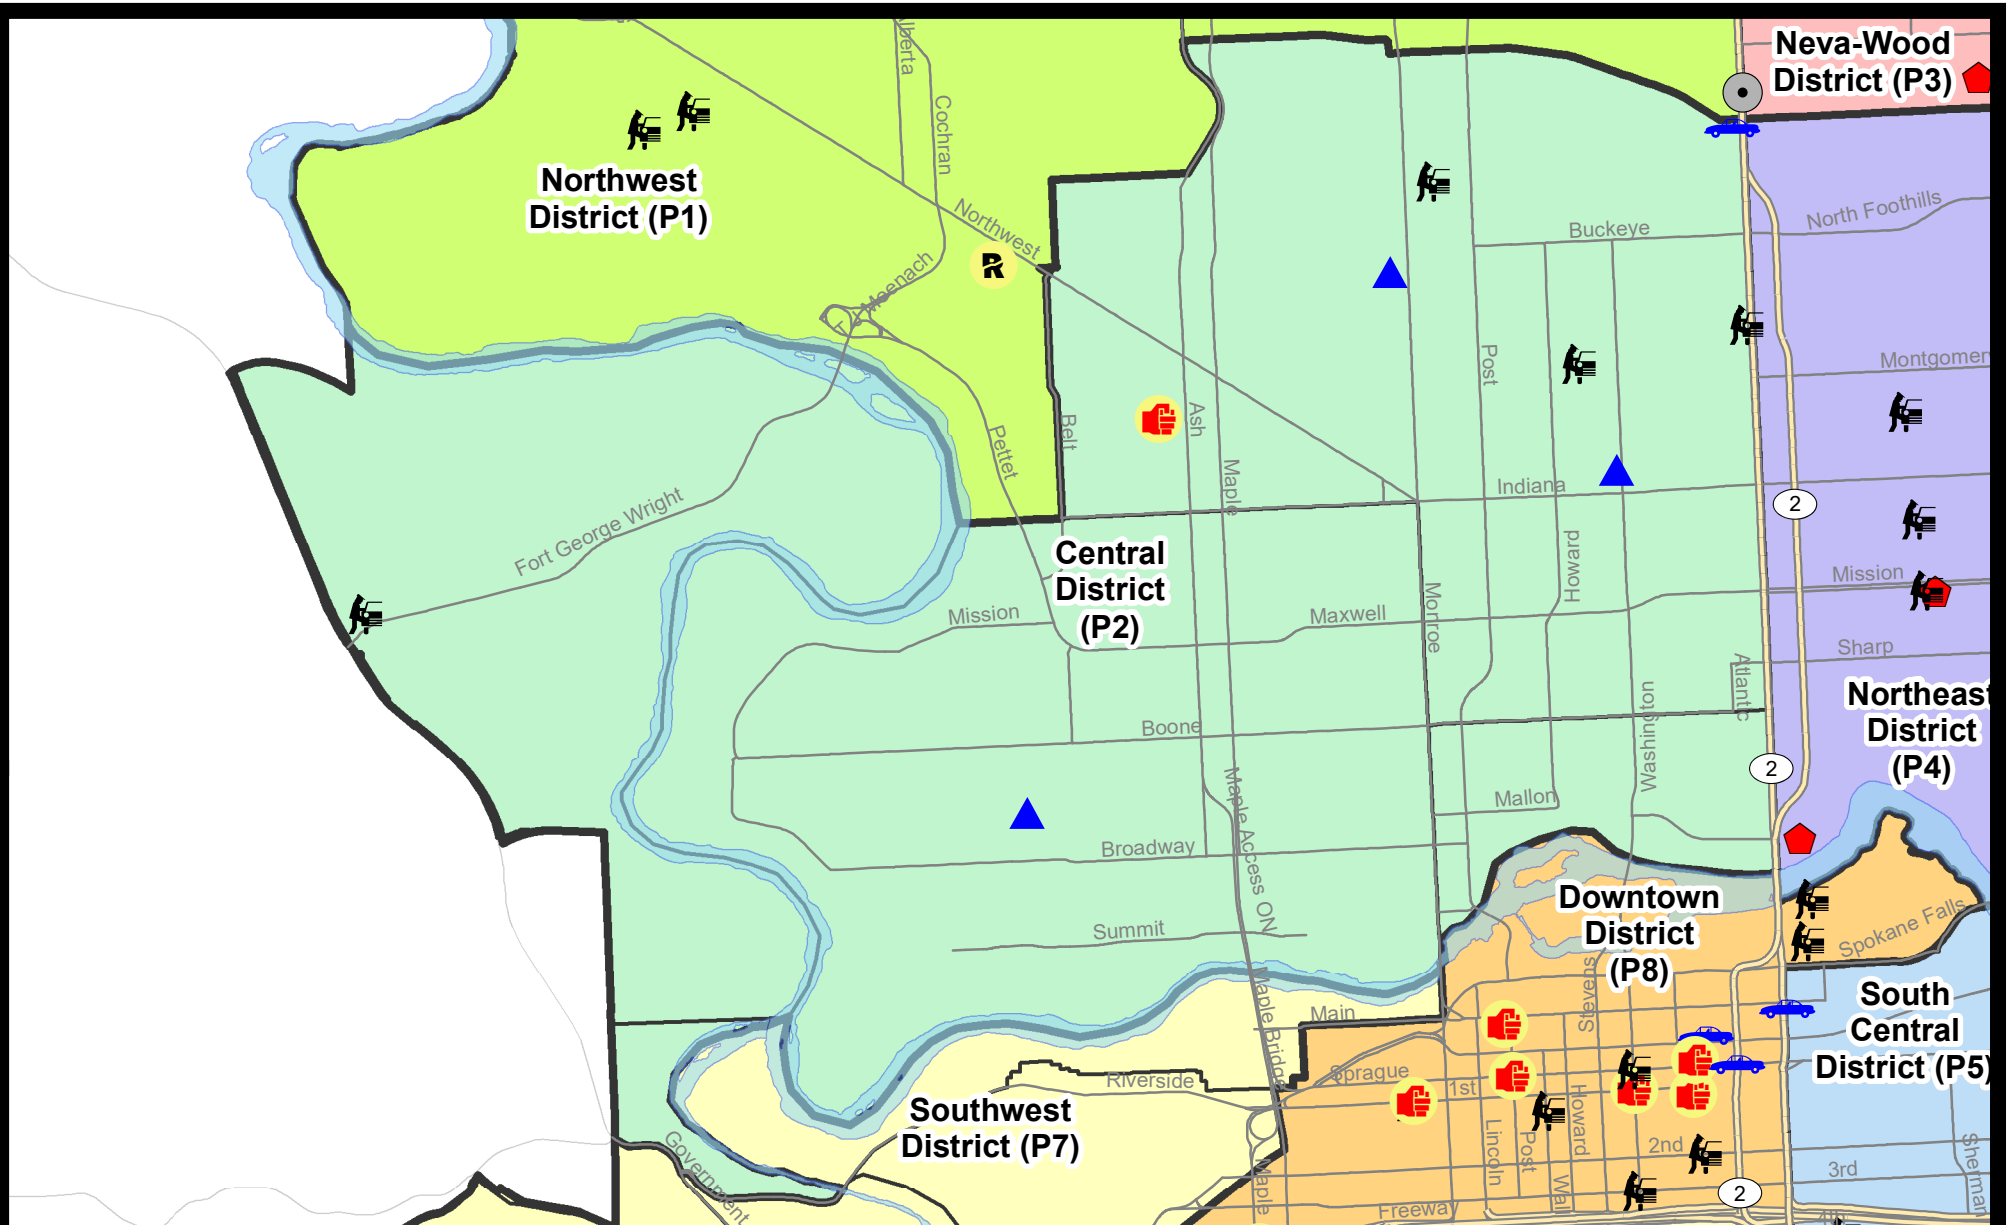 Neva-Wood
District (P3)
Alberta
Cochran
Northwest
District (P1)
Northwest
North Foothills
Buckeye
R
T J Meenach
Post
Montgomery
Belt
Ash
Pettet
Maple
Indiana
2
Fort George Wright
Central
District
(P2)
Howard
Mission
Monroe
Mission
Maxwell
Sharp
Atlantic
Washington
Northeast
District
(P4)
Boone
2
Maple Access ON
Mallon
Broadway
Downtown
District
(P8)
Summit
Spokane Falls
Stevens
Maple Bridge
Main
South
Central
District (P5)
Sprague
1st
Riverside
Southwest
District (P7)
Howard
Lincoln
Post
Government
2nd
3rd
Sherman
Maple
Wall
2
Freeway
4th